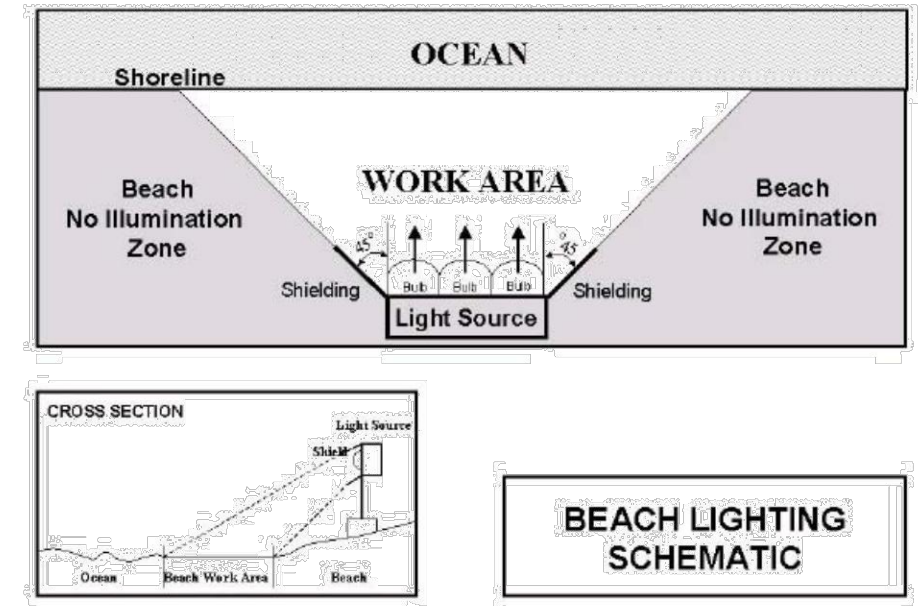 OCEAN
Shoreline
WORK AREA
Beach
No Illumination
Zone
Beach
No Illumination
Zone
45°
45°
Shielding
Bulb
Bulb
Bulb
Shielding
Light Source
CROSS SECTION
Light Source
Shield
Ocean
Beach Work Area
Beach
BEACH LIGHTING
SCHEMATIC